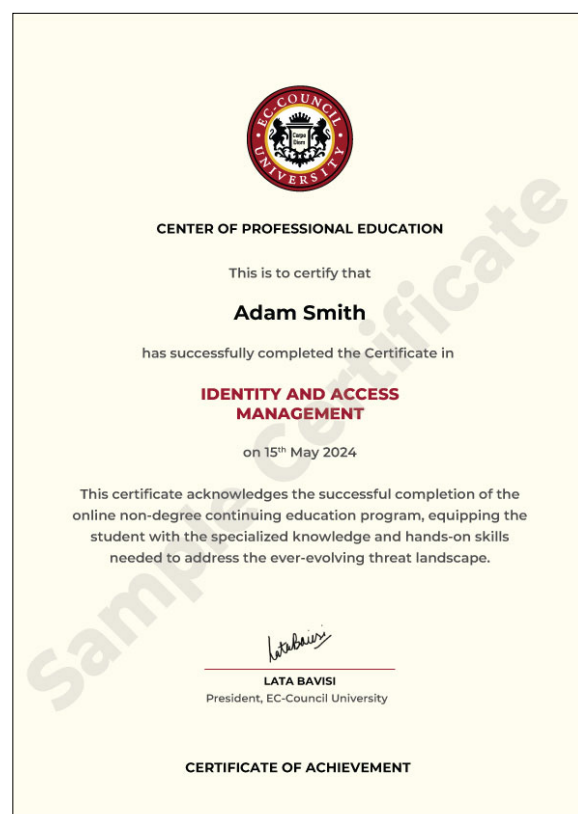 EC-COUNCIL
UNIVERSITY
Carpe
Diem
CENTER OF PROFESSIONAL EDUCATION
This is to certify that
Adam Smith
has successfully completed the Certificate in
IDENTITY AND ACCESS
MANAGEMENT
on 15th May 2024
This certificate acknowledges the successful completion of the
online non-degree continuing education program, equipping the
student with the specialized knowledge and hands-on skills
needed to address the ever-evolving threat landscape.
LataBavisi
LATA BAVISI
President, EC-Council University
CERTIFICATE OF ACHIEVEMENT
Sample Certificate